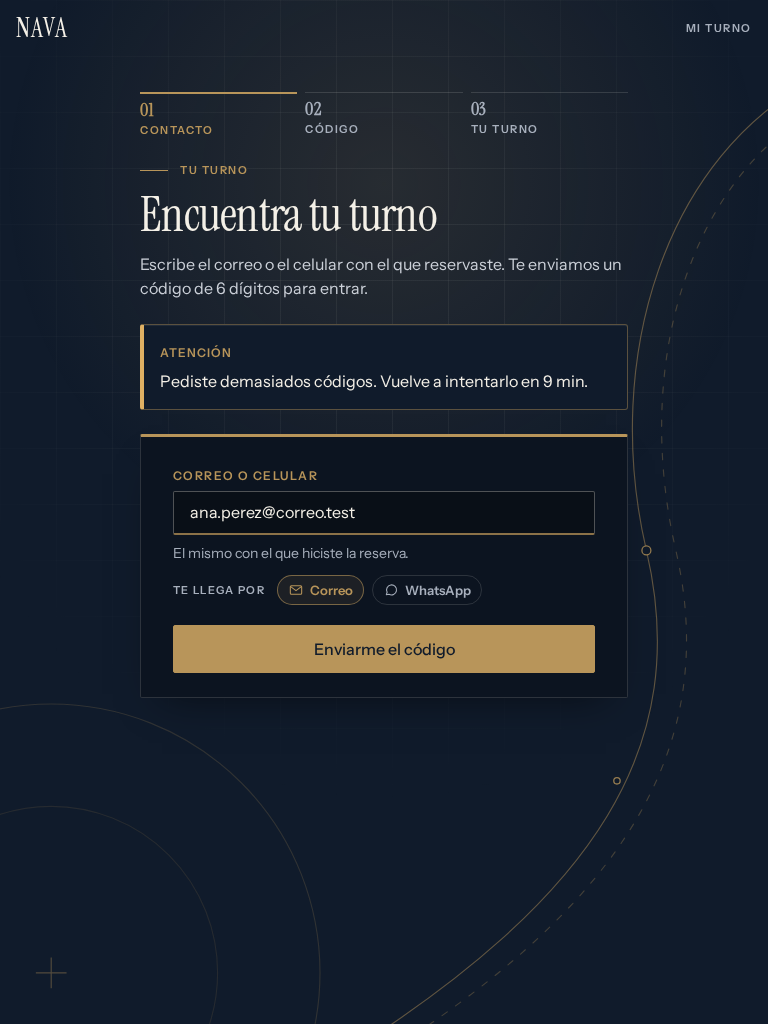 NAVA
MI TURNO
01
CONTACTO
02
CÓDIGO
03
TU TURNO
TU TURNO
Encuentra tu turno
Escribe el correo o el celular con el que reservaste. Te enviamos un
código de 6 dígitos para entrar.
ATENCIÓN
Pediste demasiados códigos. Vuelve a intentarlo en 9 min.
CORREO O CELULAR
ana.perez@correo.test
El mismo con el que hiciste la reserva.
TE LLEGA POR
Correo
WhatsApp
Enviarme el código